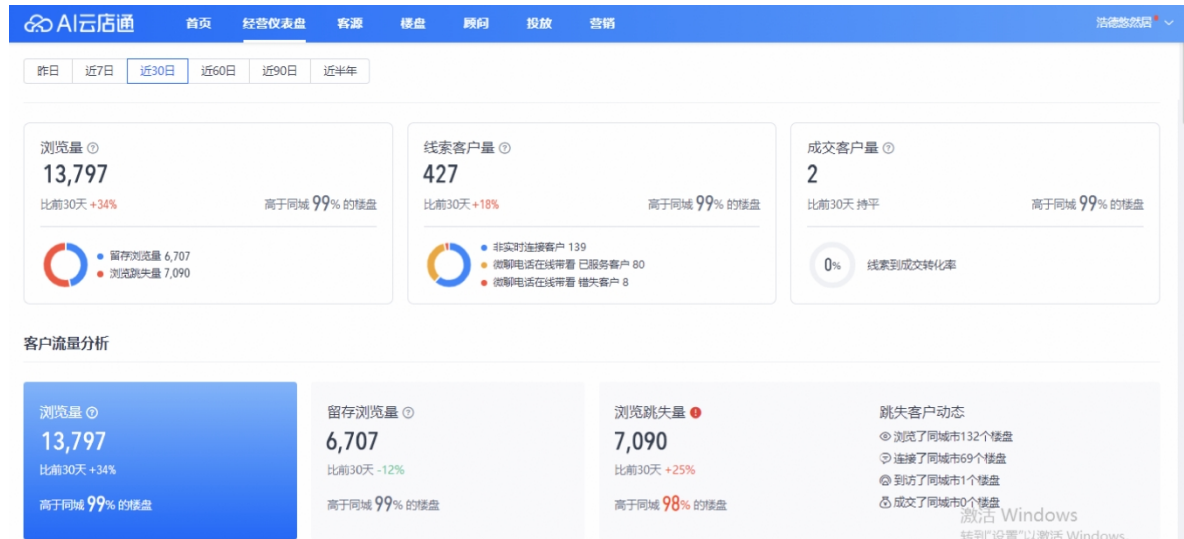 AI云店通 首页 经营仪表盘 客源 楼盘 顾问 投放 营销 浩德悠然居
昨日 近7日 近30日 近60日 近90日 近半年
浏览量
13,797
比前30天 +34% 高于同城 99% 的楼盘
留存浏览量 6,707
浏览跳失量 7,090
线索客户量
427
比前30天 +18% 高于同城 99% 的楼盘
非实时连接客户 139
微聊电话在线带看 已服务客户 80
微聊电话在线带看 错失客户 8
成交客户量
2
比前30天 持平 高于同城 99% 的楼盘
0% 线索到成交转化率
客户流量分析
浏览量
13,797
比前30天 +34%
高于同城 99% 的楼盘
留存浏览量
6,707
比前30天 -12%
高于同城 99% 的楼盘
浏览跳失量
7,090
比前30天 +25%
高于同城 98% 的楼盘
跳失客户动态
浏览了同城市132个楼盘
连接了同城市69个楼盘
到访了同城市1个楼盘
成交了同城市0个楼盘
激活 Windows
转到"设置"以激活 Windows。